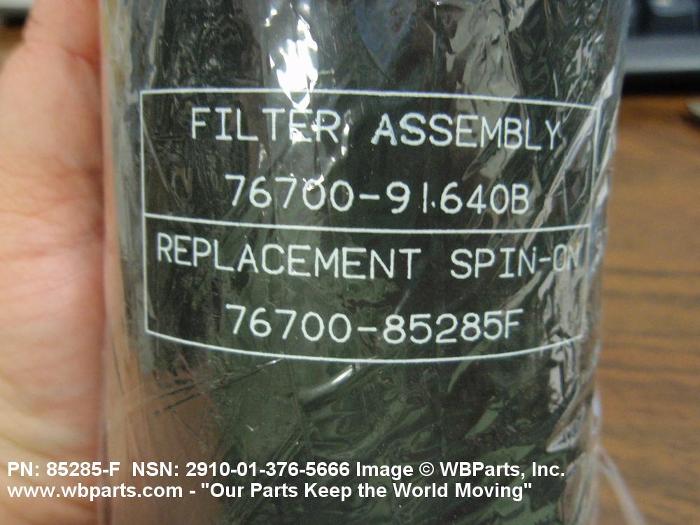 FILTER ASSEMBLY
76700-91640B
REPLACEMENT SPIN-ON
76700-85285F
PN: 85285-F NSN: 2910-01-376-5666 Image © WBParts, Inc.
www.wbparts.com - "Our Parts Keep the World Moving"